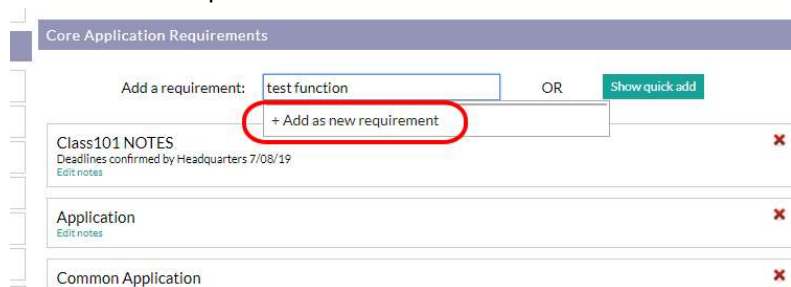 Core Application Requirements
Add a requirement: test function OR Show quick add
+ Add as new requirement
Class101 NOTES
Deadlines confirmed by Headquarters 7/08/19
Edit notes
Application
Edit notes
Common Application